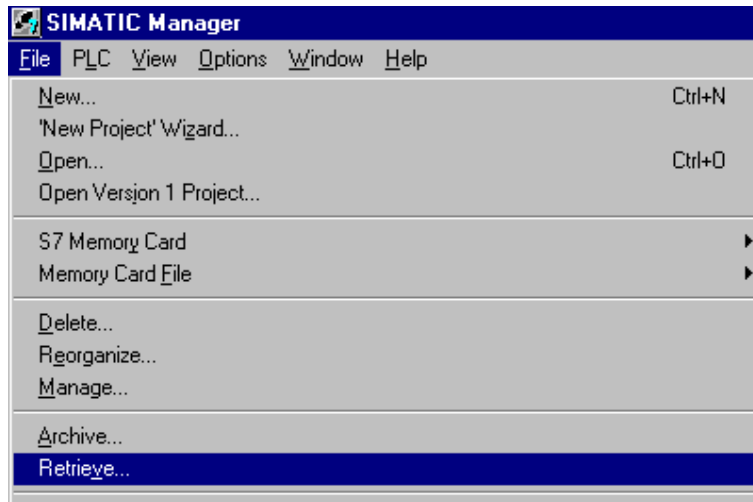 SIMATIC Manager
File PLC View Options Window Help
New... Ctrl+N
'New Project' Wizard...
Open... Ctrl+O
Open Version 1 Project...
S7 Memory Card
Memory Card File
Delete...
Reorganize...
Manage...
Archive...
Retrieve...